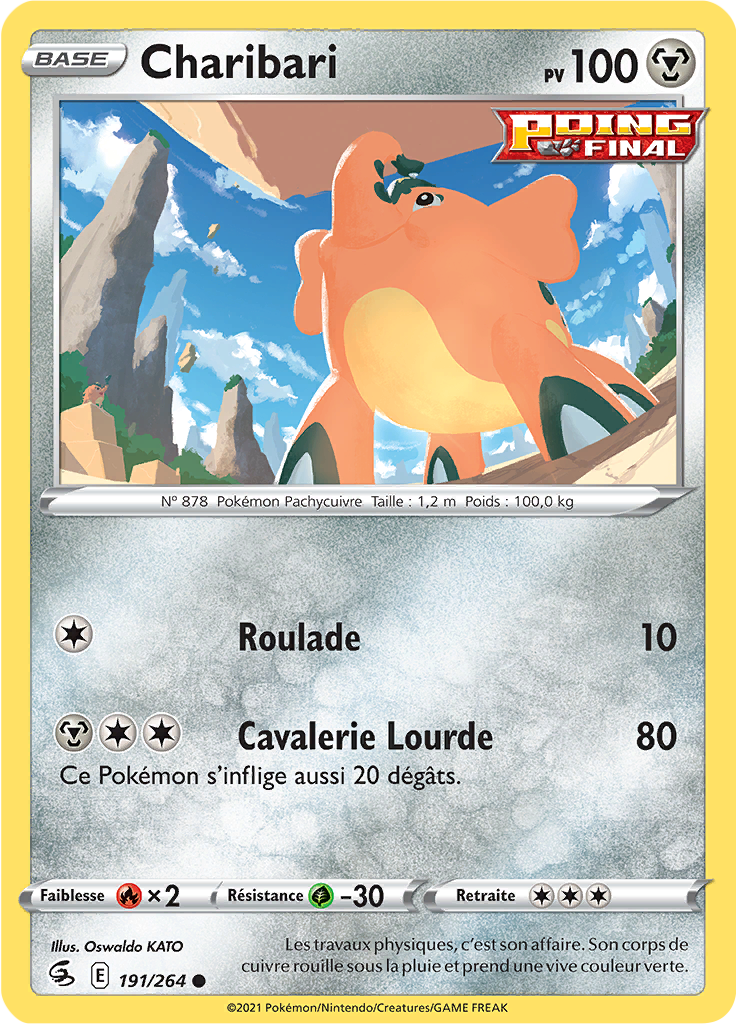 BASE Charibari PV 100
POING
FINAL
N° 878 Pokémon Pachycuivre Taille : 1,2 m Poids : 100,0 kg
Roulade 10
Cavalerie Lourde 80
Ce Pokémon s'inflige aussi 20 dégâts.
Faiblesse ×2 Résistance -30 Retraite
Illus. Oswaldo KATO
Les travaux physiques, c'est son affaire. Son corps de
cuivre rouille sous la pluie et prend une vive couleur verte.
E 191/264
©2021 Pokémon/Nintendo/Creatures/GAME FREAK